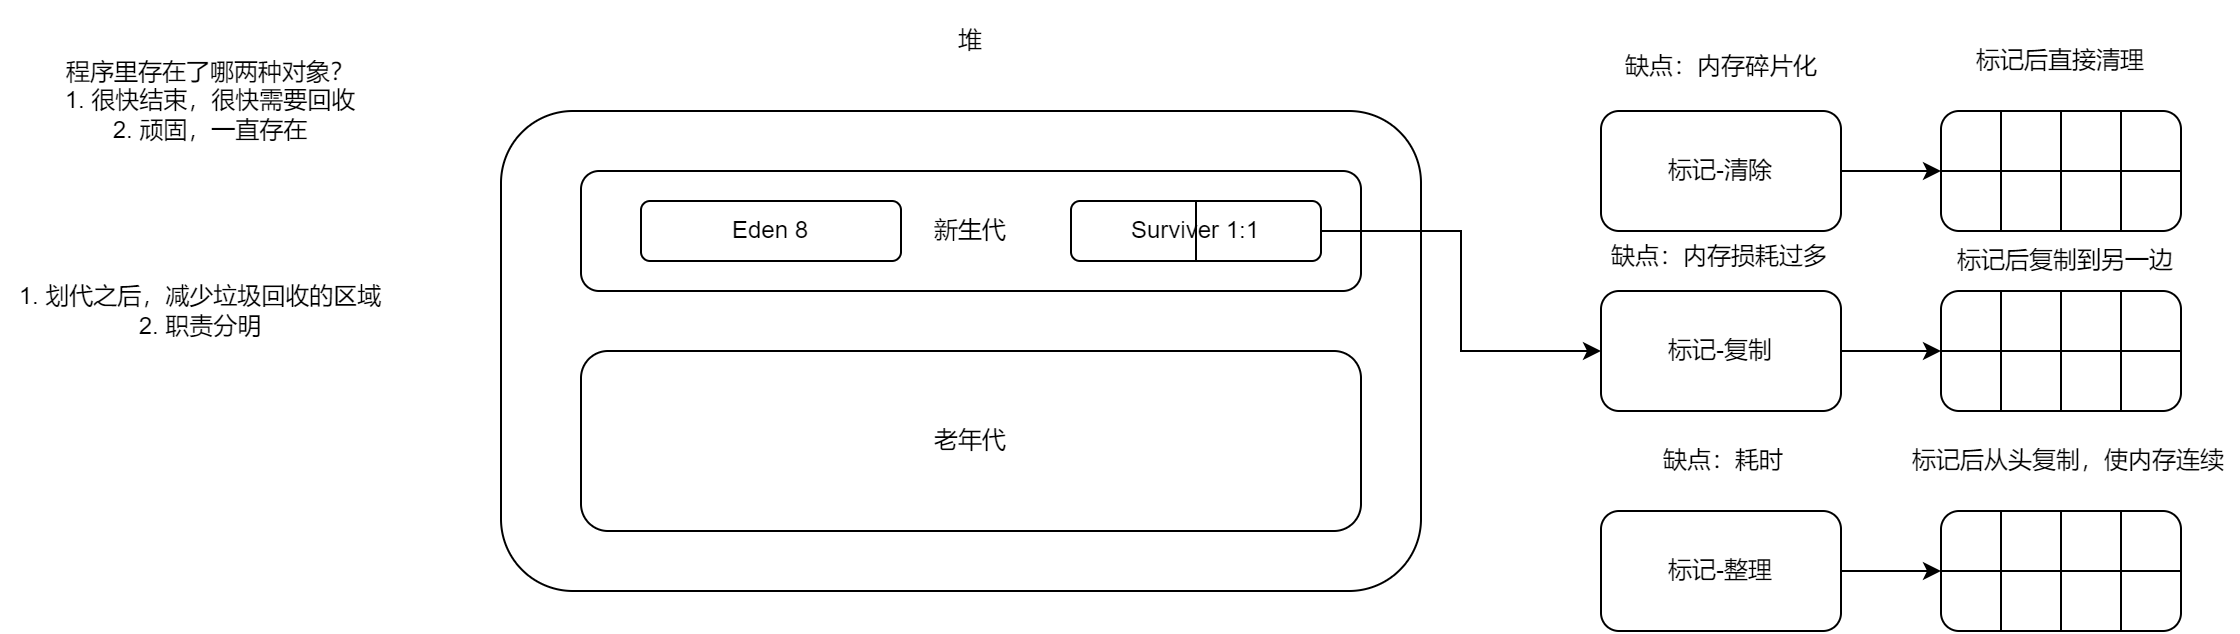 程序里存在了哪两种对象？
1. 很快结束，很快需要回收
2. 顽固，一直存在
1. 划代之后，减少垃圾回收的区域
2. 职责分明
堆
Eden 8
新生代
Surviver 1:1
老年代
缺点：内存碎片化
标记后直接清理
标记-清除
缺点：内存损耗过多
标记后复制到另一边
标记-复制
缺点：耗时
标记后从头复制，使内存连续
标记-整理